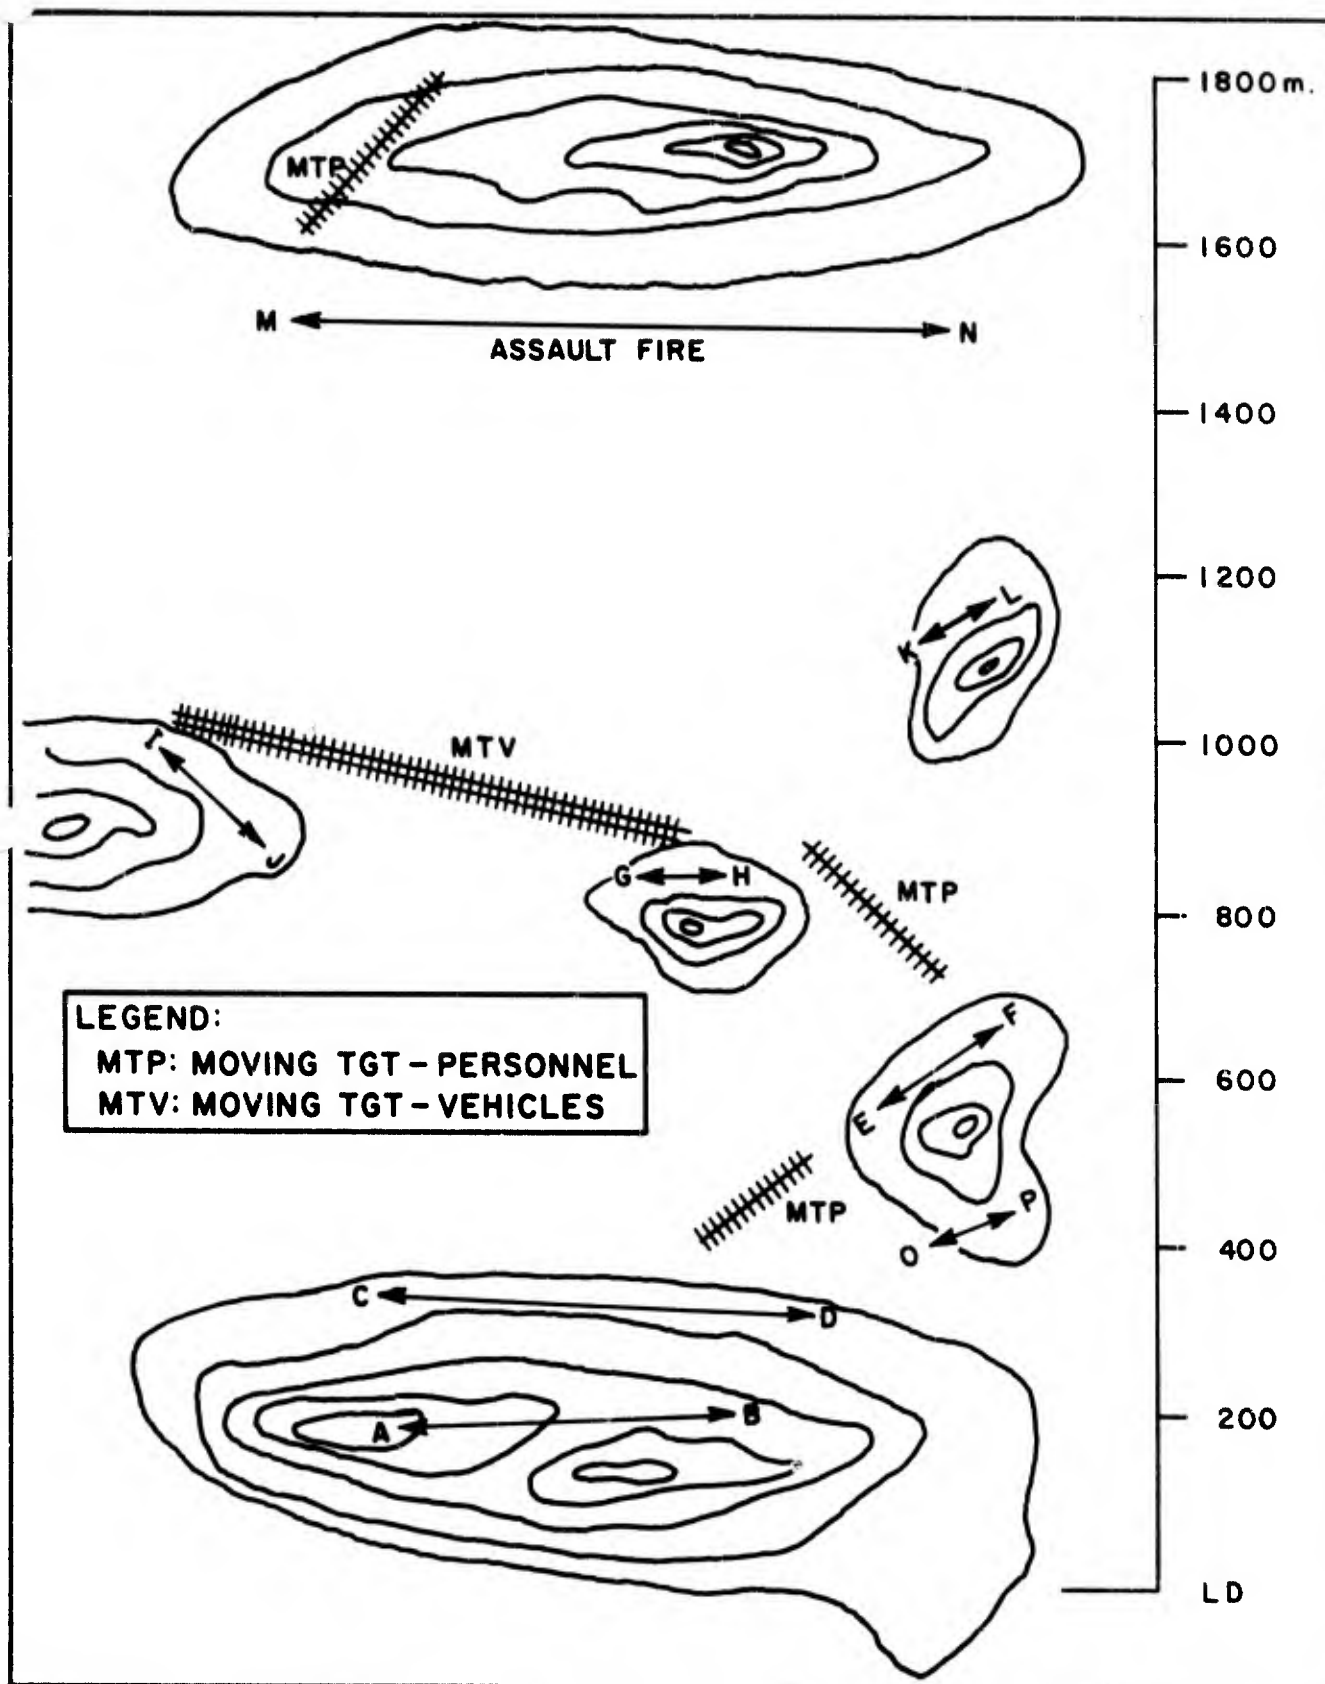 1800m.
MTP
1600
M
N
ASSAULT FIRE
1400
1200
L
K
1000
I
MTV
J
G
H
MTP
800
LEGEND:
MTP: MOVING TGT-PERSONNEL
MTV: MOVING TGT-VEHICLES
F
600
E
MTP
P
O
400
C
D
A
B
200
LD